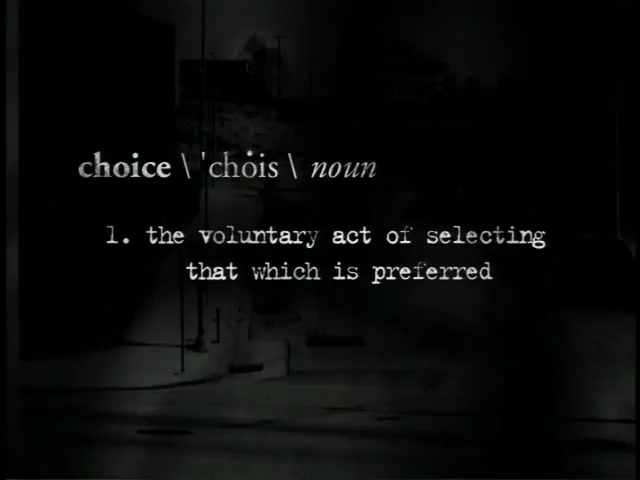 choice \ 'chȯis \ noun
1. the voluntary act of selecting
that which is preferred